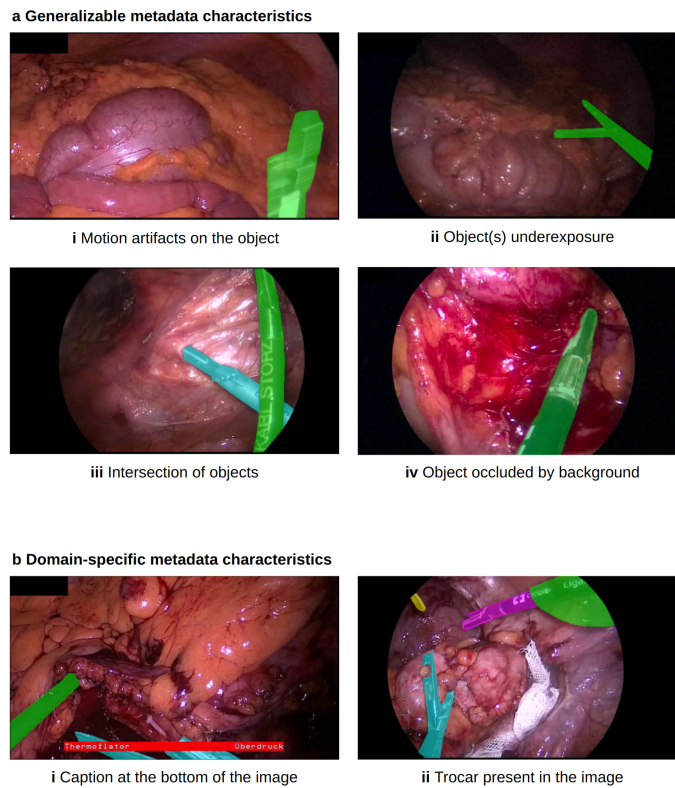 a Generalizable metadata characteristics
i Motion artifacts on the object
ii Object(s) underexposure
KARL STORZ
iii Intersection of objects
iv Object occluded by background
b Domain-specific metadata characteristics
Thermoflator Überdruck
i Caption at the bottom of the image
ii Trocar present in the image